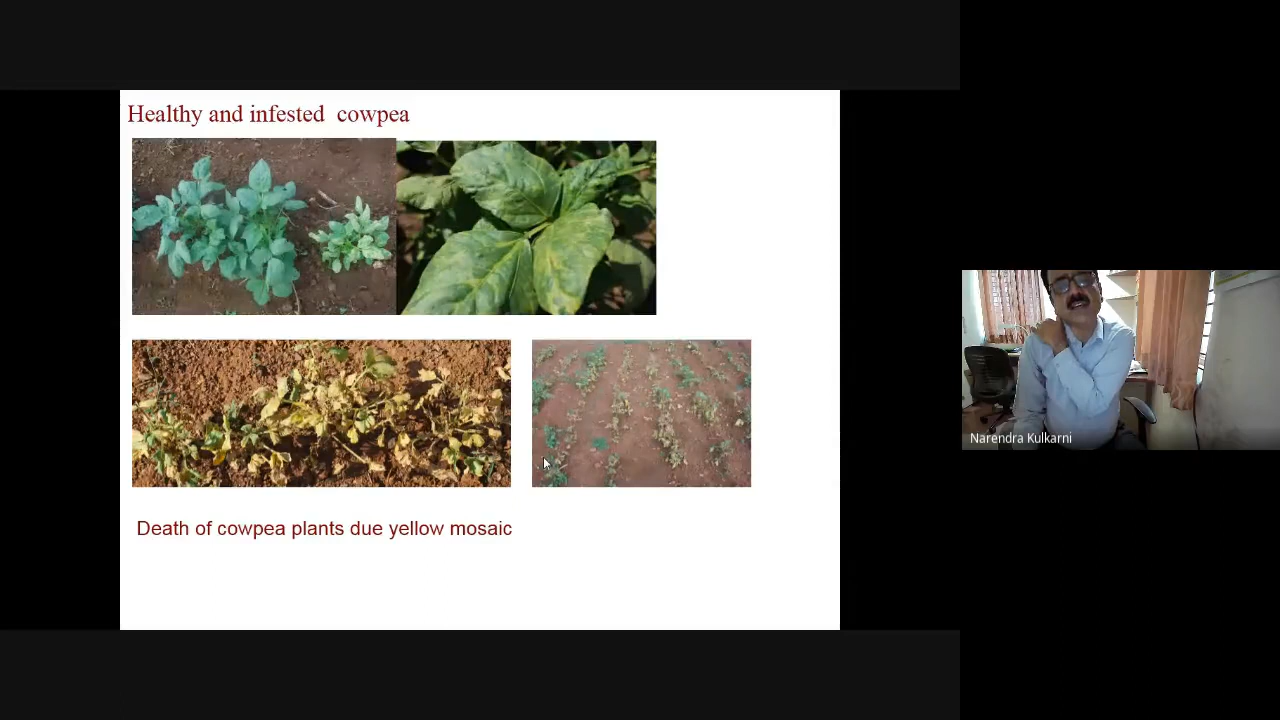 Healthy and infested cowpea
Narendra Kulkarni
Death of cowpea plants due yellow mosaic